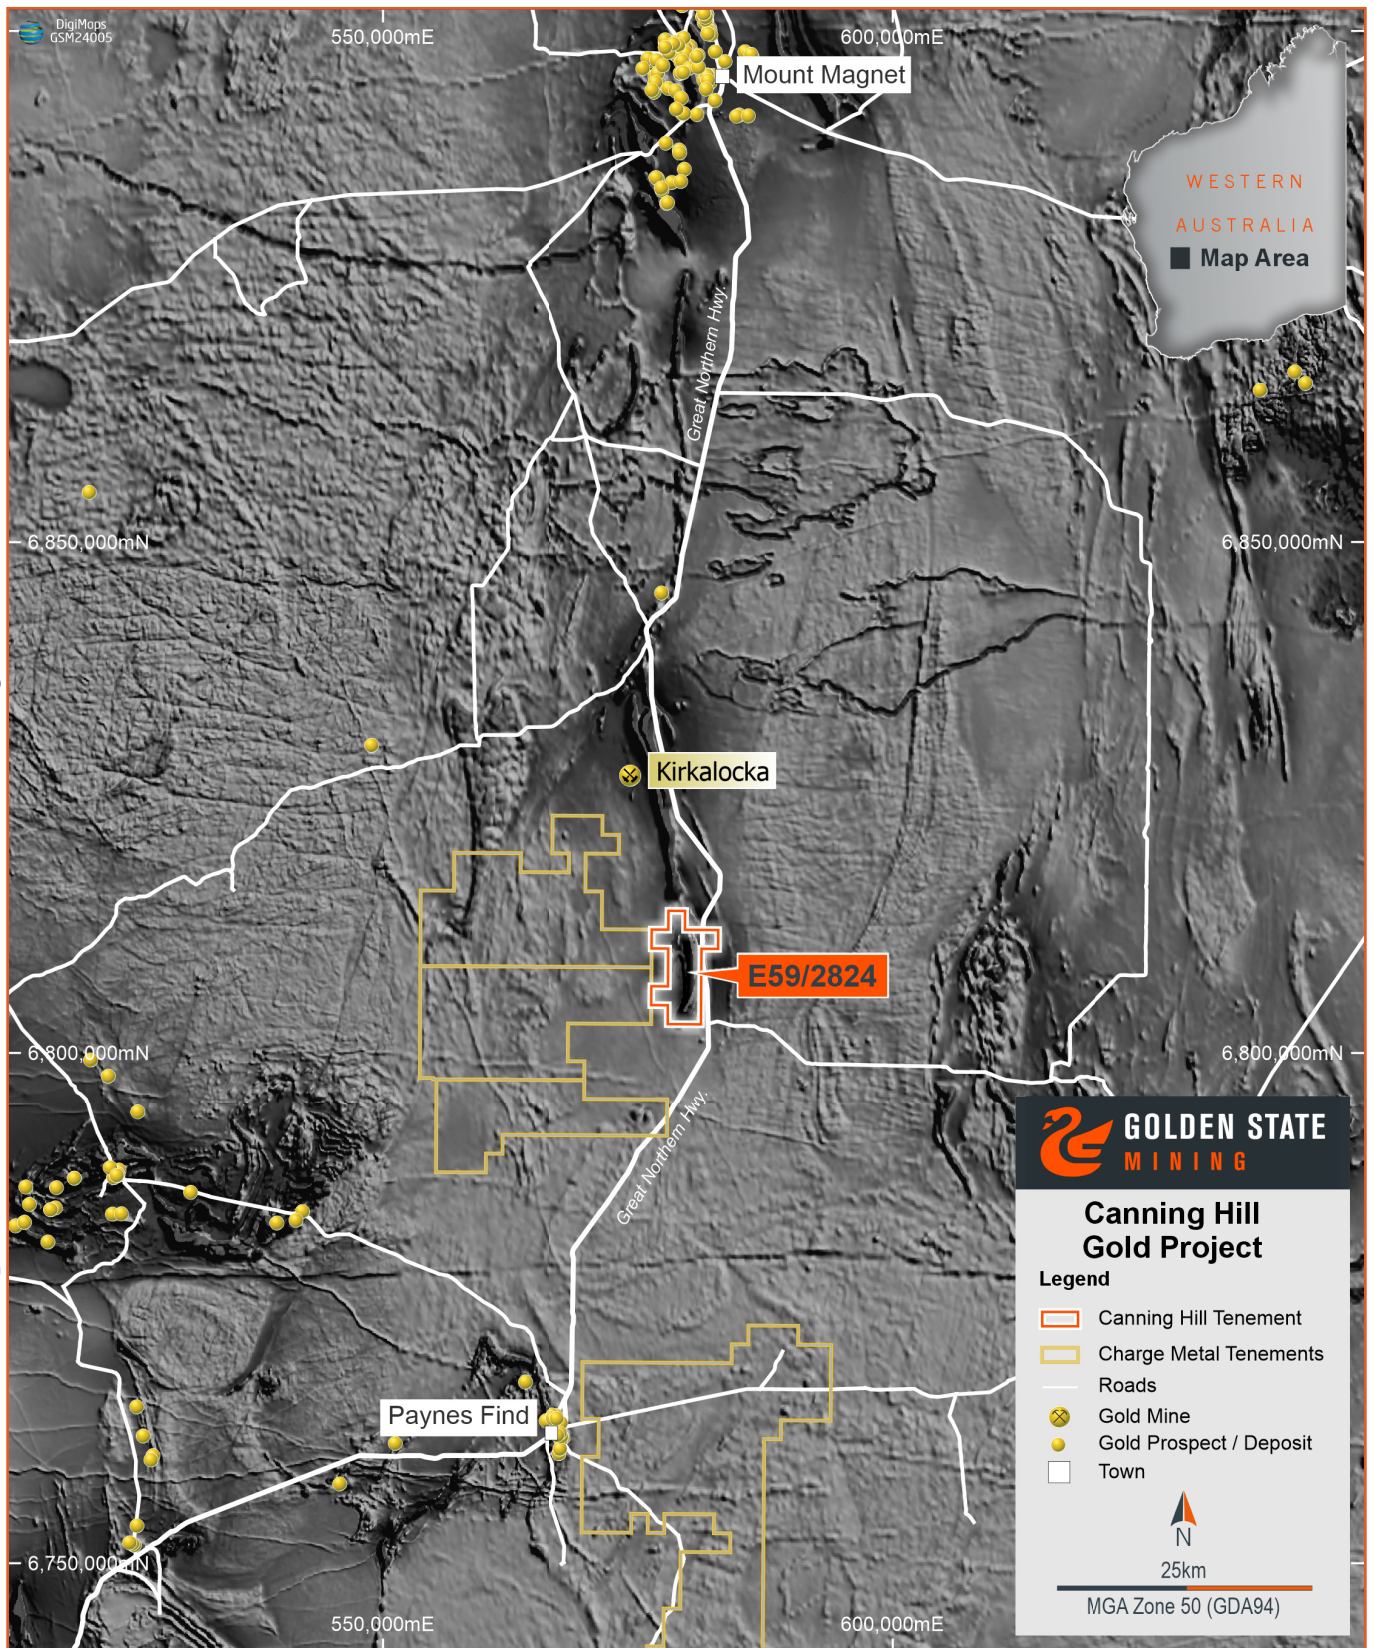 DigiMaps
GSM24005
550,000mE
600,000mE
Mount Magnet
WESTERN
AUSTRALIA
Map Area
Great Northern Hwy.
6,850,000mN
6,850,000mN
Kirkalocka
E59/2824
6,800,000mN
6,800,000mN
Great Northern Hwy.
GOLDEN STATE
MINING
Canning Hill
Gold Project
Legend
Canning Hill Tenement
Charge Metal Tenements
Roads
Gold Mine
Gold Prospect / Deposit
Town
N
25km
MGA Zone 50 (GDA94)
Paynes Find
6,750,000mN
550,000mE
600,000mE